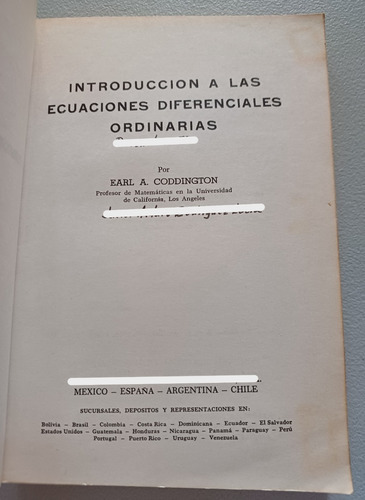 INTRODUCCION A LAS
ECUACIONES DIFERENCIALES
ORDINARIAS
Por
EARL A. CODDINGTON
Profesor de Matemáticas en la Universidad
de California, Los Angeles
MEXICO – ESPAÑA – ARGENTINA – CHILE
SUCURSALES, DEPOSITOS Y REPRESENTACIONES EN:
Bolivia – Brasil – Colombia – Costa Rica – Dominicana – Ecuador – El Salvador
Estados Unidos – Guatemala – Honduras – Nicaragua – Panamá – Paraguay – Perú
Portugal – Puerto Rico – Uruguay – Venezuela